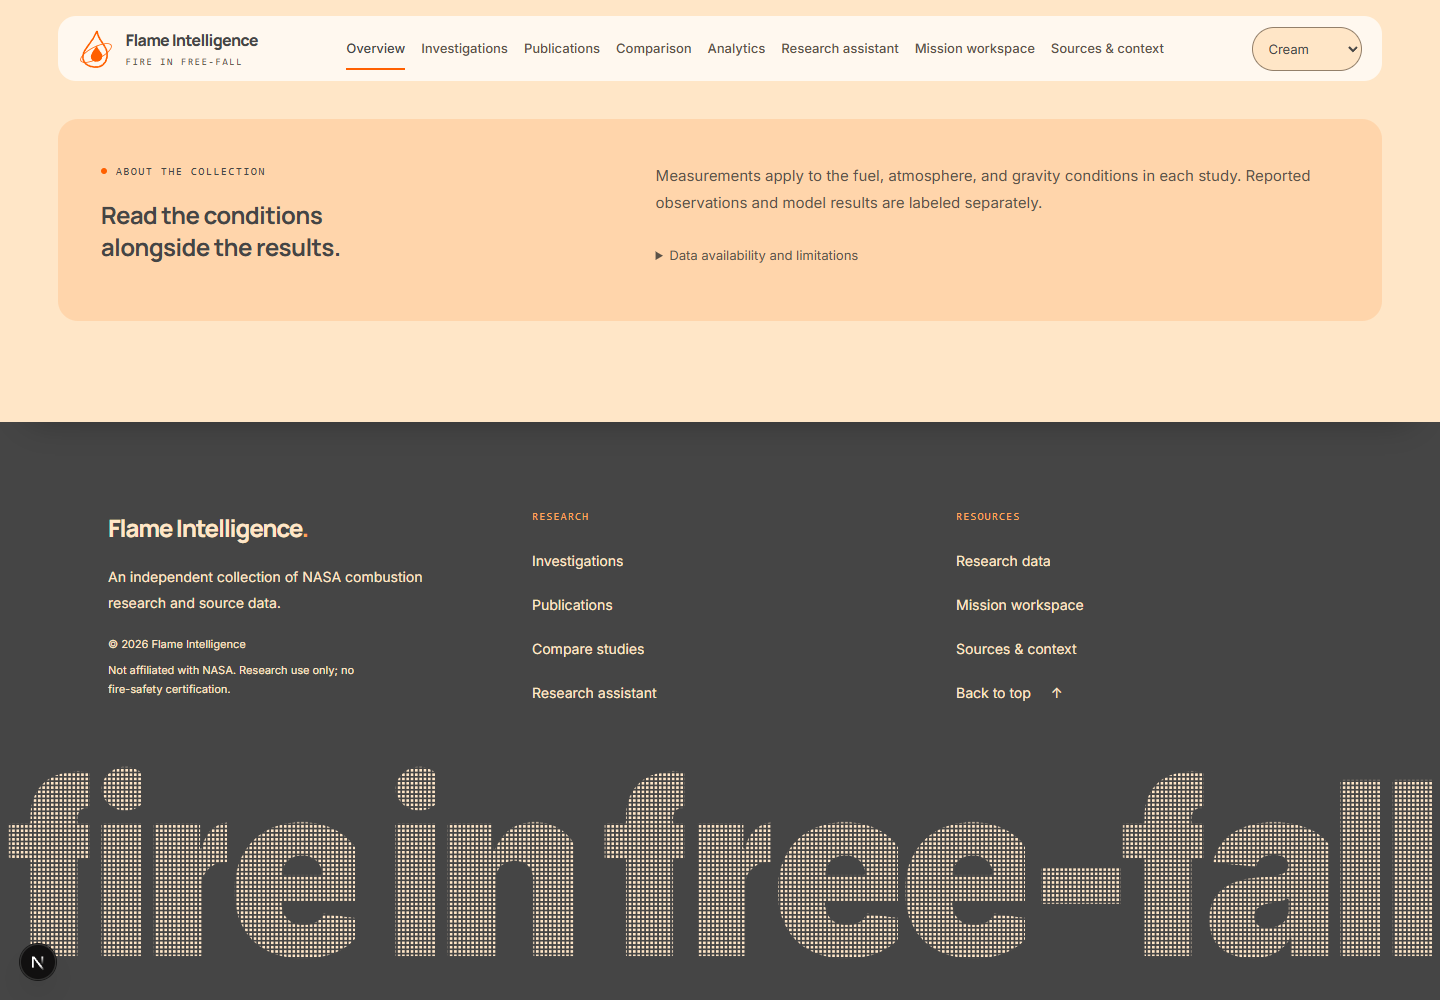 Flame Intelligence
FIRE IN FREE-FALL
Overview Investigations Publications Comparison Analytics Research assistant Mission workspace Sources & context
Cream
ABOUT THE COLLECTION
Read the conditions
alongside the results.
Measurements apply to the fuel, atmosphere, and gravity conditions in each study. Reported
observations and model results are labeled separately.
Data availability and limitations
Flame Intelligence.
An independent collection of NASA combustion
research and source data.
© 2026 Flame Intelligence
Not affiliated with NASA. Research use only; no
fire-safety certification.
RESEARCH
Investigations
Publications
Compare studies
Research assistant
RESOURCES
Research data
Mission workspace
Sources & context
Back to top ↑
fire in free-fall
N